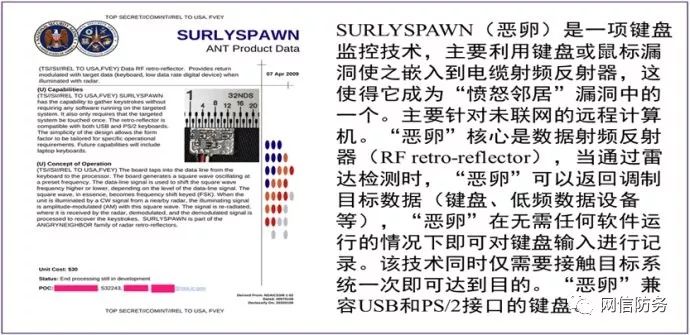 TOP SECRET//COMINT//REL TO USA, FVEY
SURLYSPAWN
ANT Product Data
(TS//SI//REL TO USA,FVEY) Data RF retro-reflector. Provides return
modulated with target data (keyboard, low data rate digital device) when
illuminated with radar.
07 Apr 2009
(U) Capabilities
(TS//SI//REL TO USA,FVEY) SURLYSPAWN
has the capability to gather keystrokes without
requiring any software running on the targeted
system. It also only requires that the targeted
system be touched once. The retro-reflector is
compatible with both USB and PS/2 keyboards.
The simplicity of the design allows the form
factor to be tailored for specific operational
requirements. Future capabilities will include
laptop keyboards.
1
32NDS
4 8 12 16 20
(U) Concept of Operation
(TS//SI//REL TO USA,FVEY) The board taps into the data line from the
keyboard to the processor. The board generates a square wave oscillating at
a preset frequency. The data-line signal is used to shift the square wave
frequency higher or lower, depending on the level of the data-line signal. The
square wave, in essence, becomes frequency shift keyed (FSK). When the
unit is illuminated by a CW signal from a nearby radar, the illuminating signal
is amplitude-modulated (AM) with this square wave. The signal is re-radiated,
where it is received by the radar, demodulated, and the demodulated signal is
processed to recover the keystrokes. SURLYSPAWN is part of the
ANGRYNEIGHBOR family of radar retro-reflectors.
Unit Cost: $30
Status: End processing still in development
POC:
S32243,
Derived From: NSA/CSSM 1-52
Dated: 20070108
Declassify On: 20320108
TOP SECRET//COMINT//REL TO USA, FVEY
SURLYSPAWN（恶卵）是一项键盘
监控技术，主要利用键盘或鼠标漏
洞使之嵌入到电缆射频反射器，这
使得它成为“愤怒邻居”漏洞中的
一个。主要针对未联网的远程计算
机。“恶卵”核心是数据射频反射
器（RF retro-reflector），当通过雷
达检测时，“恶卵”可以返回调制
目标数据（键盘、低频数据设备
等），“恶卵”在无需任何软件运
行的情况下即可对键盘输入进行记
录。该技术同时仅需要接触目标系
统一次即可达到目的。“恶卵”兼
容USB和PS/2接口的键盘
网信防务